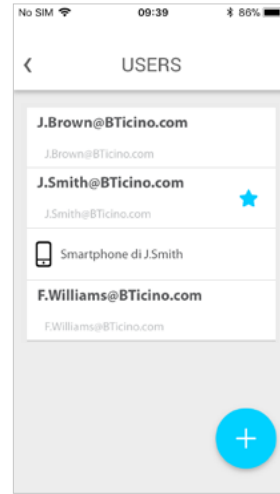 No SIM 09:39 86%
USERS
J.Brown@BTicino.com
J.Brown@BTicino.com
J.Smith@BTicino.com
J.Smith@BTicino.com
Smartphone di J.Smith
F.Williams@BTicino.com
F.Williams@BTicino.com